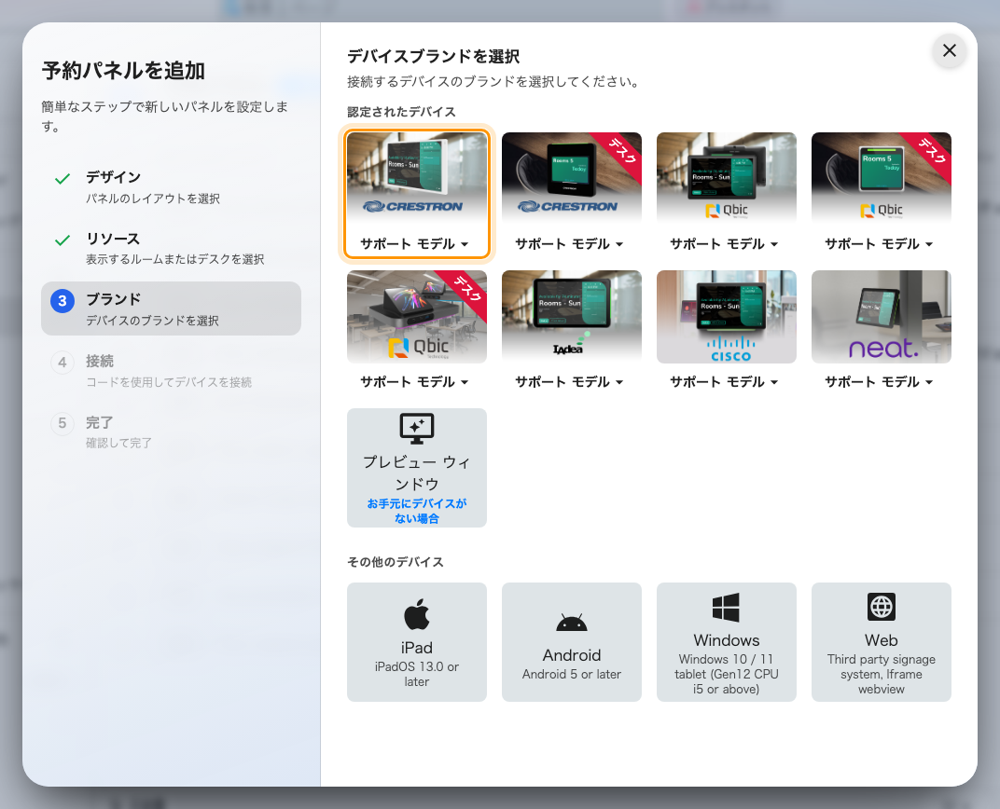 予約パネルを追加
簡単なステップで新しいパネルを設定しま
す。
デザイン
パネルのレイアウトを選択
リソース
表示するルームまたはデスクを選択
3 ブランド
デバイスのブランドを選択
4 接続
コードを使用してデバイスを接続
5 完了
確認して完了
デバイスブランドを選択
接続するデバイスのブランドを選択してください。
認定されたデバイス
Rooms - Sun
CRESTRON
サポート モデル
デスク
Rooms 5
Today
CRESTRON
サポート モデル
Rooms - Sun
Qbic
サポート モデル
デスク
Rooms 5
Today
Qbic
サポート モデル
デスク
Qbic
Technology
サポート モデル
Rooms - Sun
IAdea
サポート モデル
Rooms - Sun
CISCO
サポート モデル
neat.
サポート モデル
プレビュー ウィ
ンドウ
お手元にデバイスが
ない場合
その他のデバイス
iPad
iPadOS 13.0 or
later
Android
Android 5 or later
Windows
Windows 10 / 11
tablet (Gen12 CPU
i5 or above)
Web
Third party signage
system, Iframe
webview